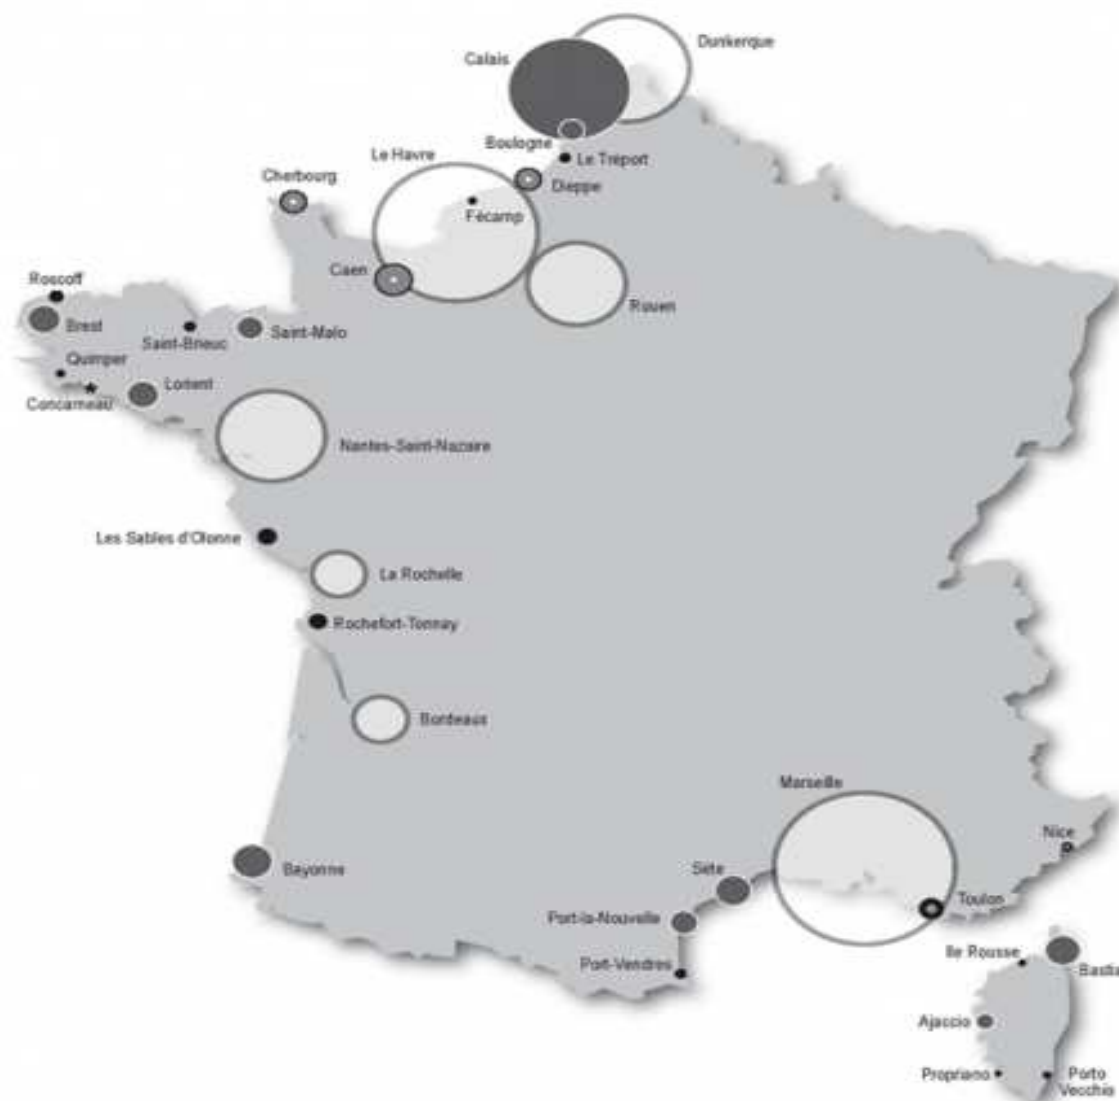 Dunkerque
Calais
Boulogne
Le Tréport
Le Havre
Dieppe
Cherbourg
Fécamp
Caen
Rouen
Roscoff
Brest
Saint-Malo
Saint-Brieuc
Quimper
Lorient
Concarneau
Nantes-Saint-Nazaire
Les Sables d'Olonne
La Rochelle
Rochefort-Tonnay
Bordeaux
Marseille
Nice
Bayonne
Sète
Toulon
Port-la-Nouvelle
Ile Rousse
Port-Vendres
Bastia
Ajaccio
Propriano
Porto
Vecchio